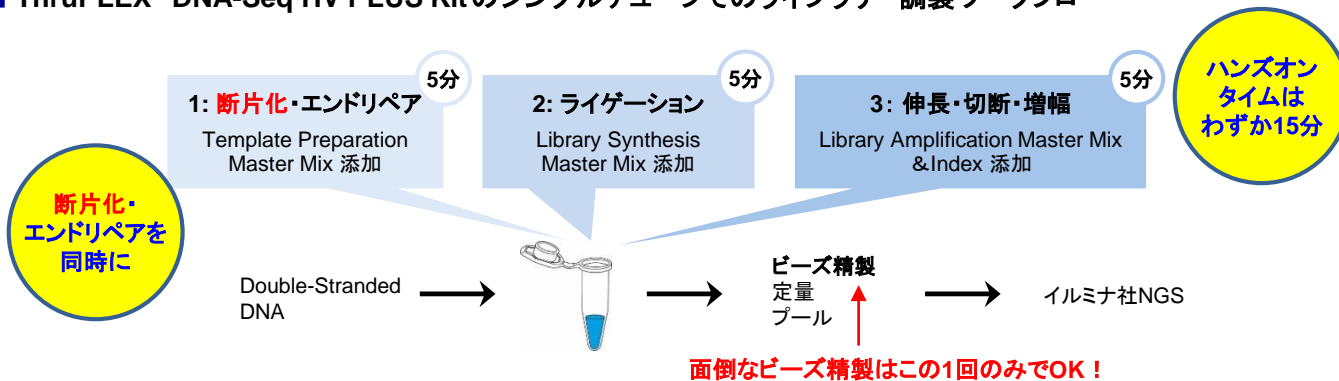 5分
1: 断片化・エンドリペア
Template Preparation
Master Mix 添加
5分
2: ライゲーション
Library Synthesis
Master Mix 添加
5分
3: 伸長・切断・増幅
Library Amplification Master Mix
&Index 添加
ハンズオン
タイムは
わずか15分
断片化・
エンドリペアを
同時に
Double-Stranded
DNA
ビーズ精製
定量
プール
イルミナ社NGS
面倒なビーズ精製はこの1回のみでOK！